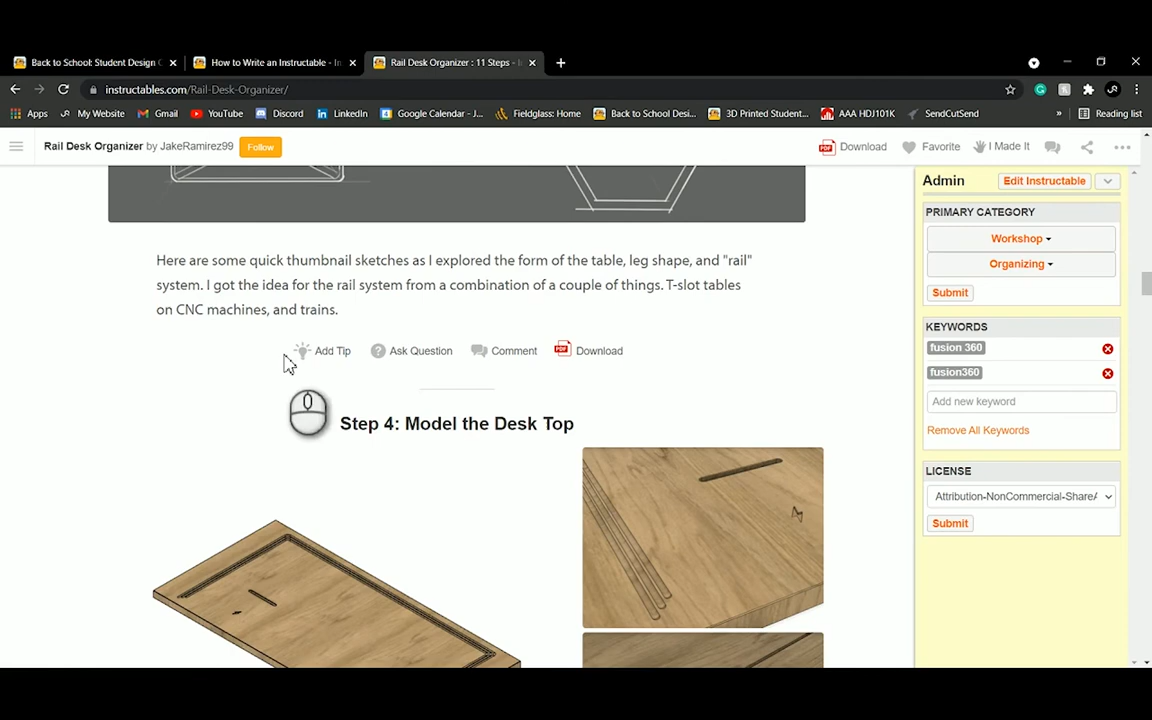 Back to School: Student Design C
How to Write an Instructable - In
Rail Desk Organizer : 11 Steps - I
instructables.com/Rail-Desk-Organizer/
Apps My Website Gmail YouTube Discord LinkedIn Google Calendar - J... Fieldglass: Home Back to School Desi... 3D Printed Student... AAA HDJ101K SendCutSend » Reading list
Rail Desk Organizer by JakeRamirez99 Follow PDF Download Favorite I Made It
Here are some quick thumbnail sketches as I explored the form of the table, leg shape, and "rail"
system. I got the idea for the rail system from a combination of a couple of things. T-slot tables
on CNC machines, and trains.
Add Tip Ask Question Comment PDF Download
Step 4: Model the Desk Top
Admin Edit Instructable
PRIMARY CATEGORY
Workshop
Organizing
Submit
KEYWORDS
fusion 360
fusion360
Add new keyword
Remove All Keywords
LICENSE
Attribution-NonCommercial-ShareA
Submit